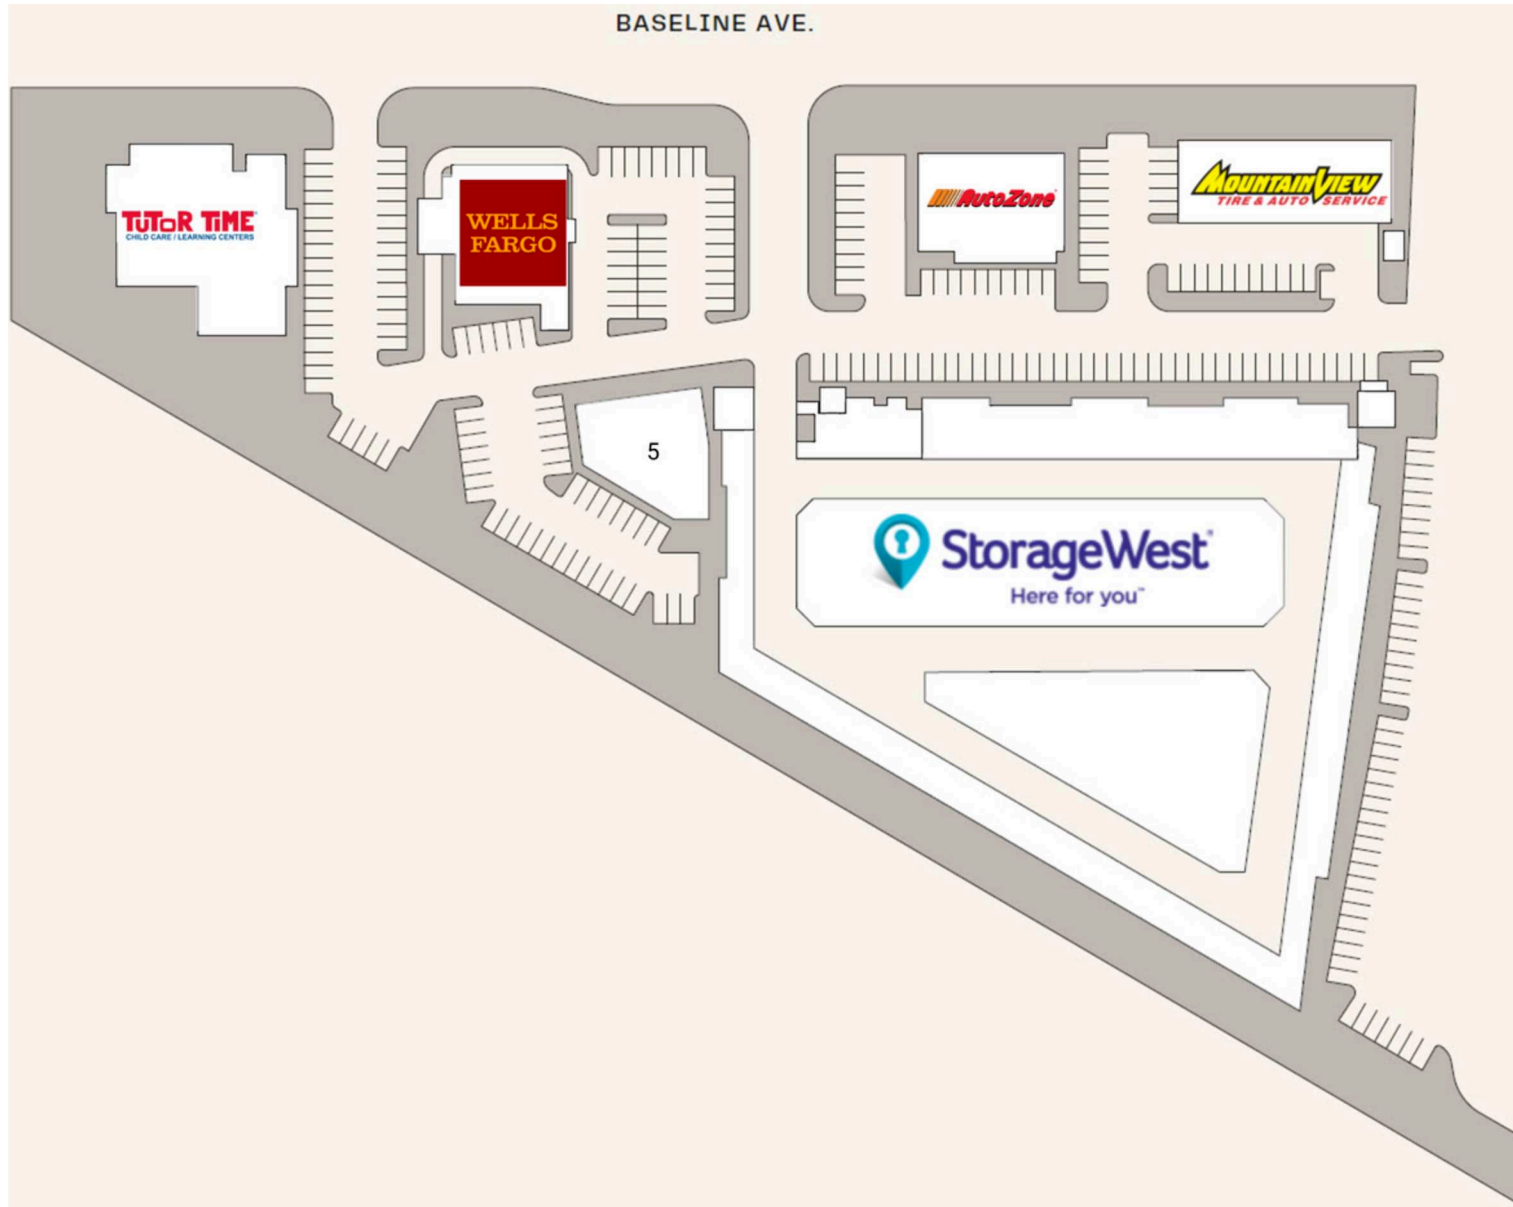 BASELINE AVE.
TUTOR TIME
CHILD CARE / LEARNING CENTERS
WELLS
FARGO
AutoZone
MOUNTAIN VIEW
TIRE & AUTO SERVICE
5
StorageWest
Here for you™